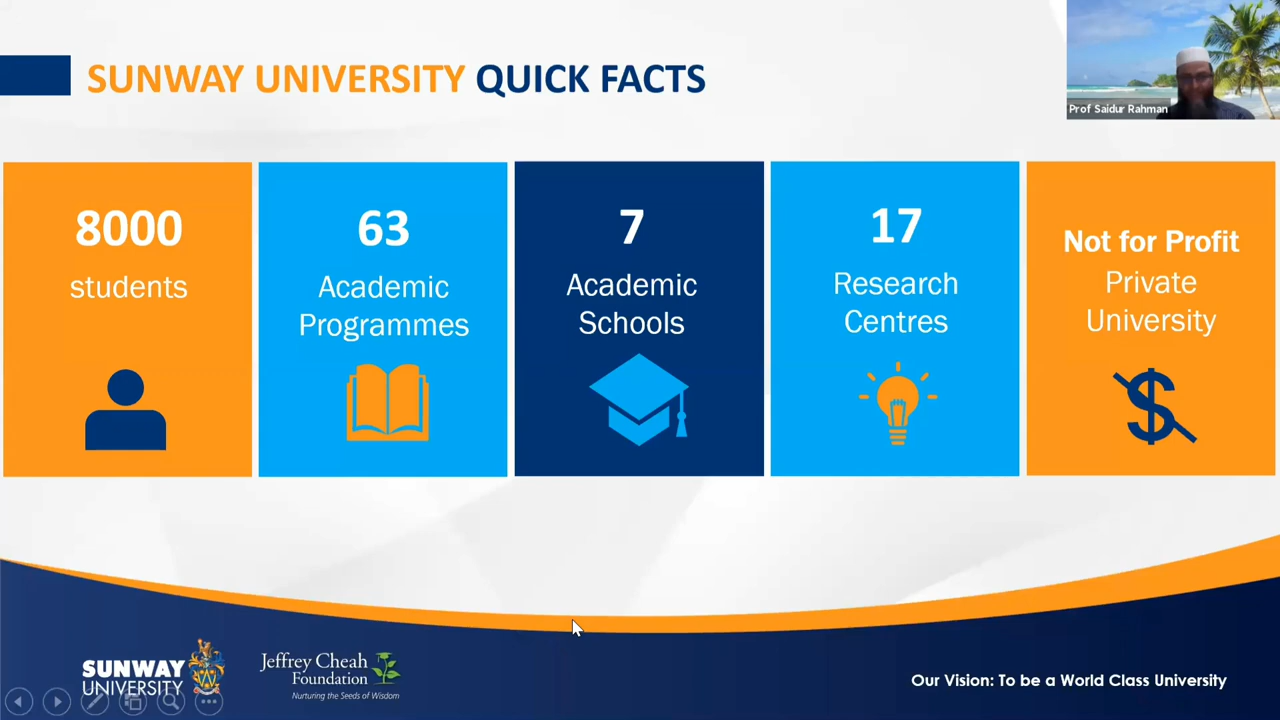 SUNWAY UNIVERSITY QUICK FACTS
Prof Saidur Rahman
8000
students
63
Academic
Programmes
7
Academic
Schools
17
Research
Centres
Not for Profit
Private
University
SUNWAY
UNIVERSITY
Jeffrey Cheah
Foundation
Nurturing the Seeds of Wisdom
Our Vision: To be a World Class University